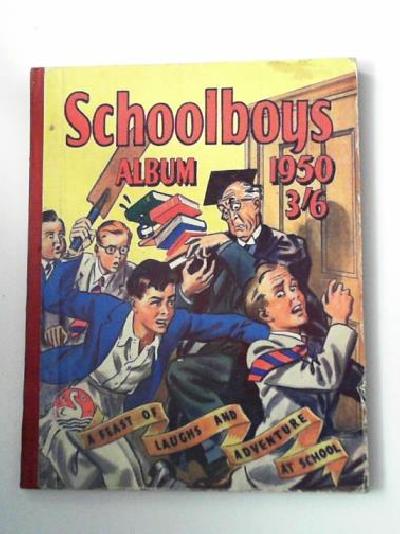 Schoolboys
ALBUM 1950
3'6
A FEAST OF LAUGHS AND ADVENTURE AT SCHOOL